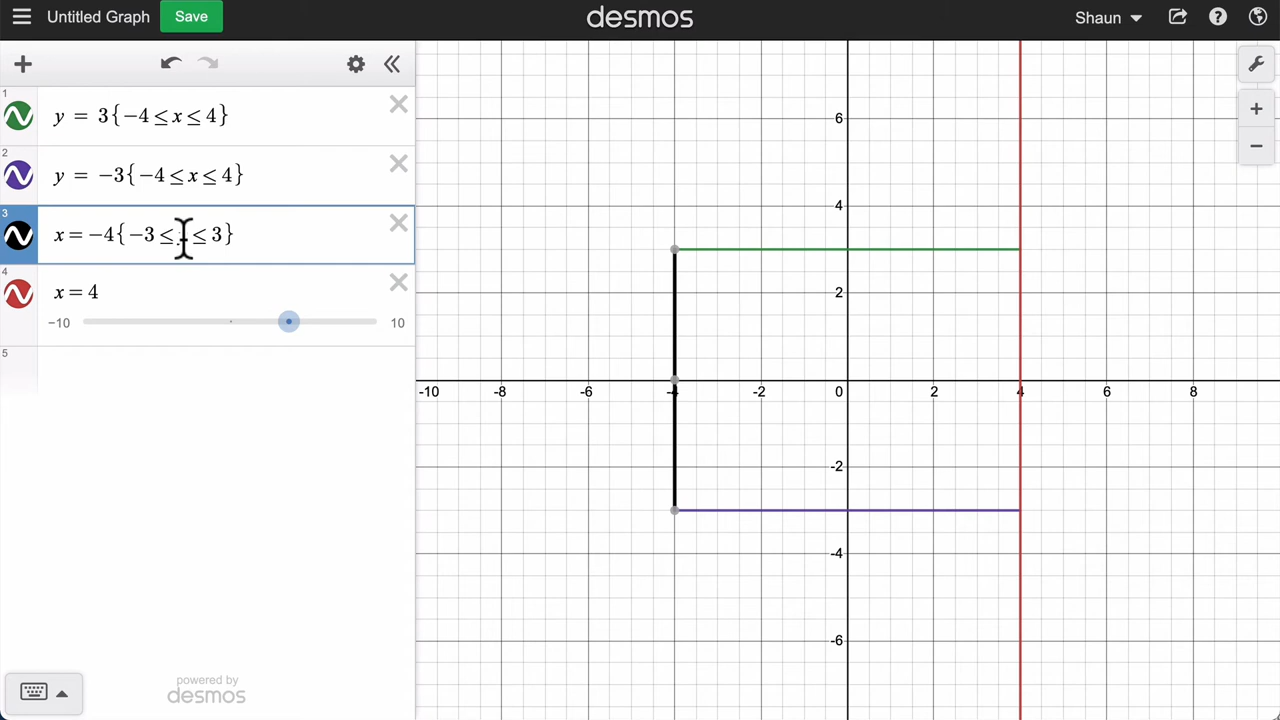 Untitled Graph Save desmos Shaun
1
y = 3{−4 ≤ x ≤ 4}
2
y = −3{−4 ≤ x ≤ 4}
3
x = −4{−3 ≤ ≤ 3}
4
x = 4
−10 10
5
powered by
desmos
6
4
2
-10 -8 -6 -4 -2 0 2 4 6 8
-2
-4
-6